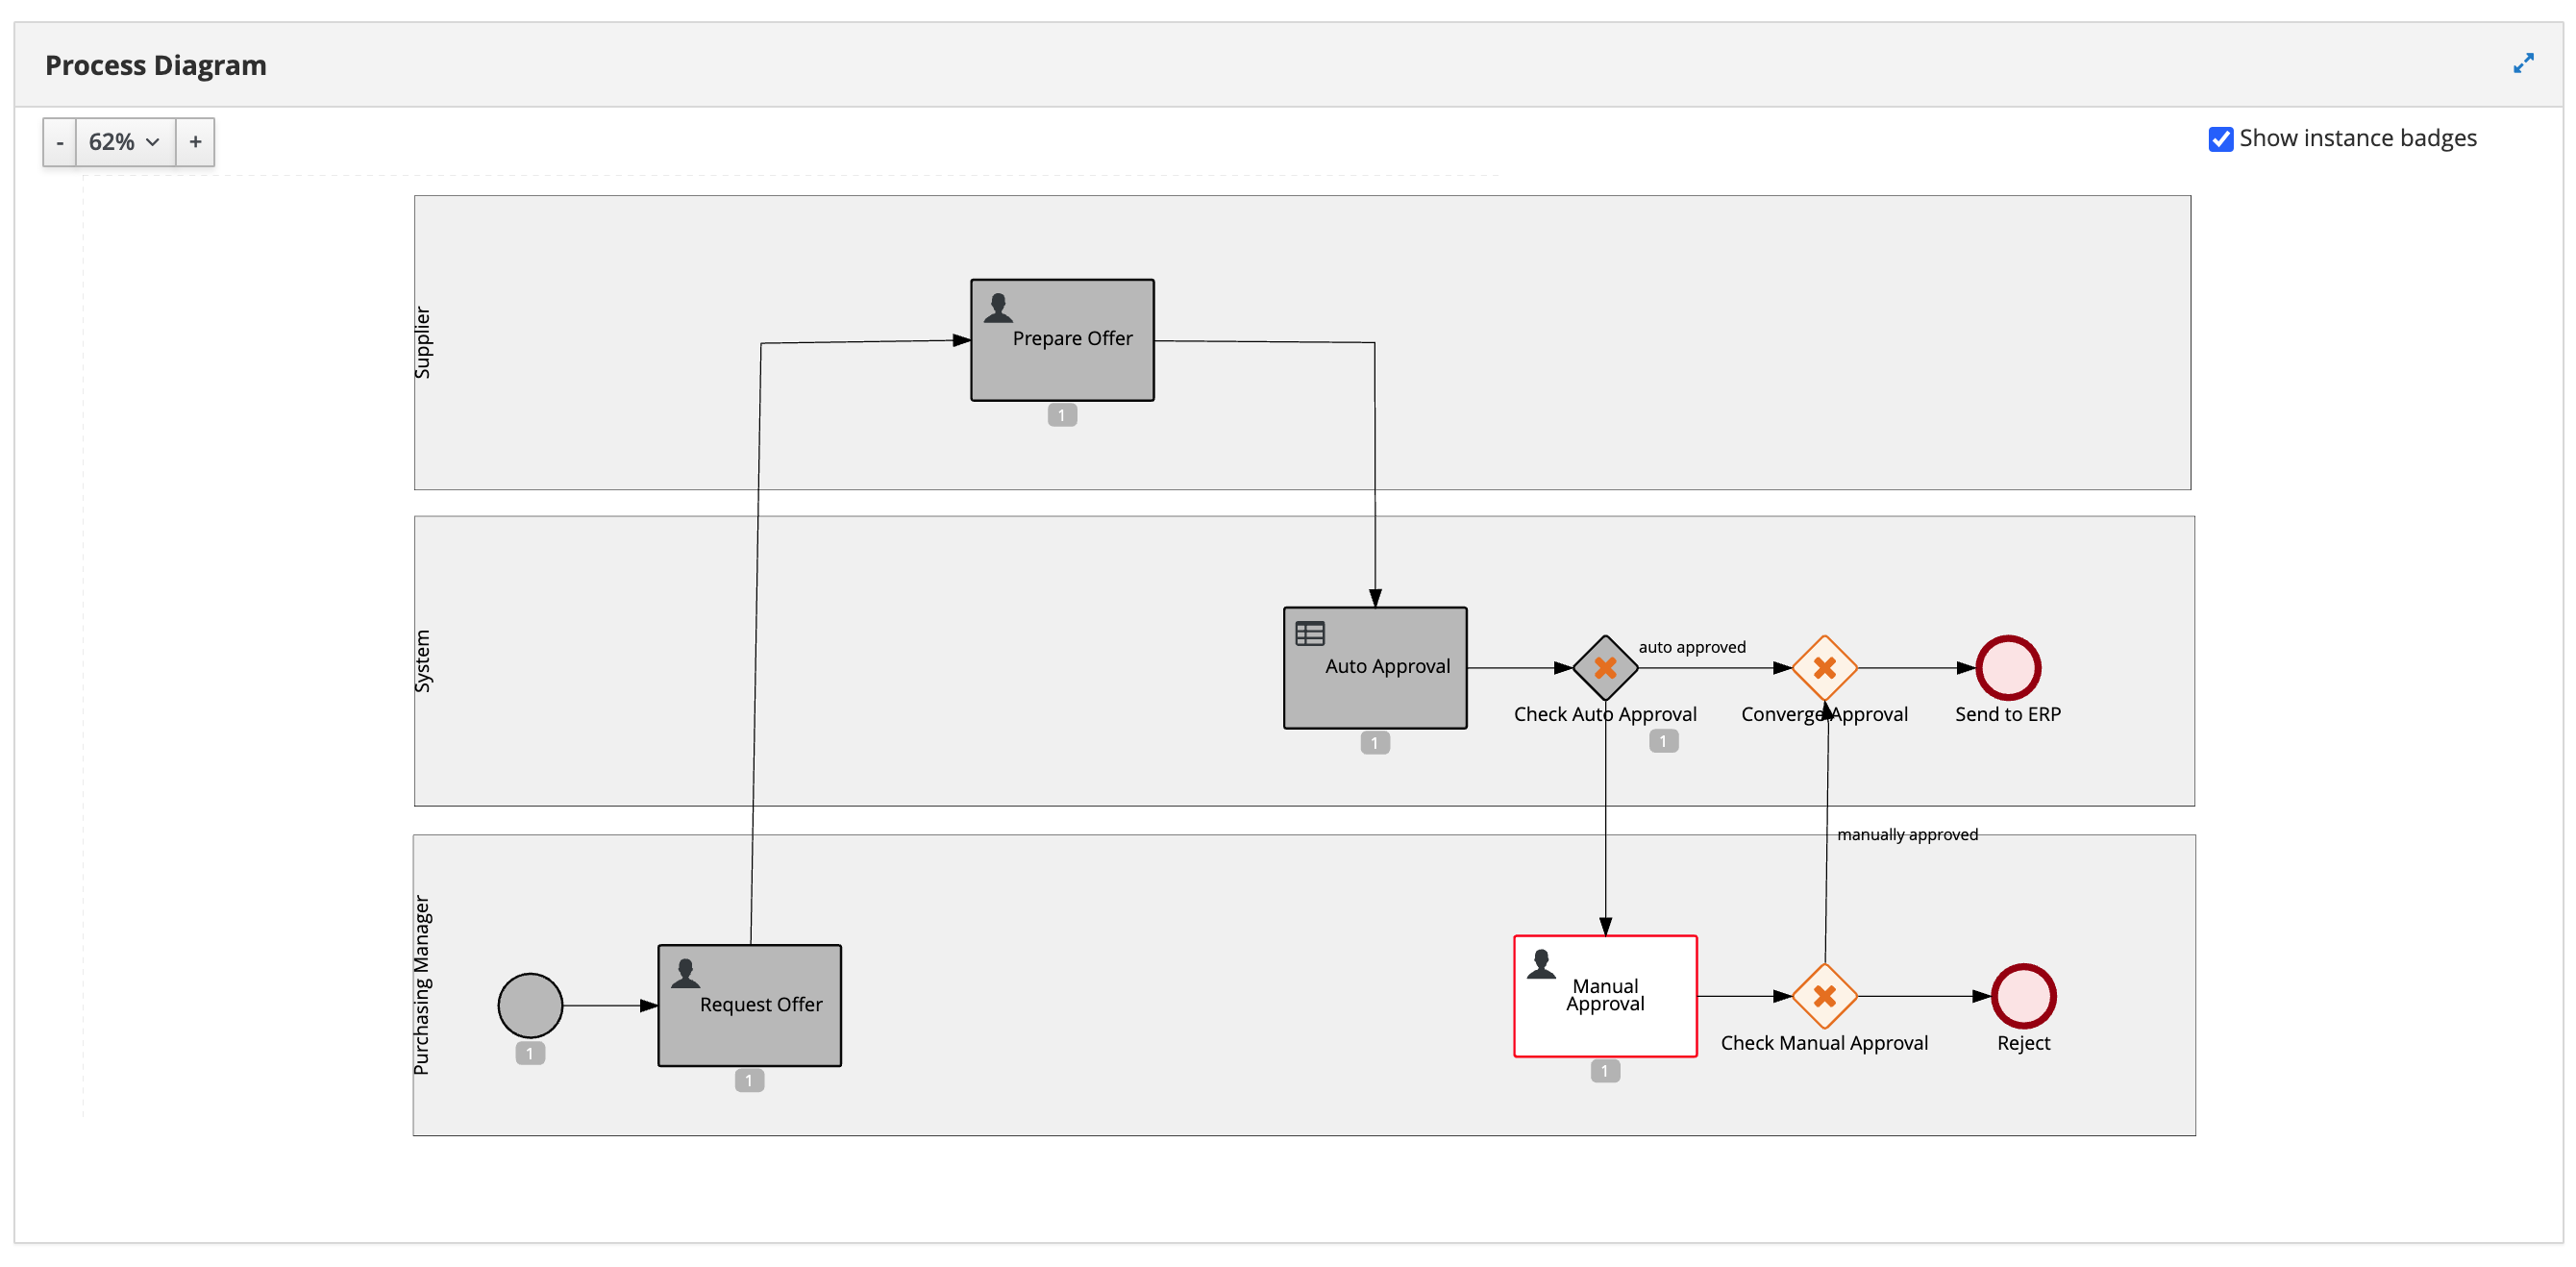 Process Diagram
- 62% +
Show instance badges
Supplier
Prepare Offer
1
System
Auto Approval
1
auto approved
Check Auto Approval
1
Converge Approval
Send to ERP
manually approved
Purchasing Manager
1
Request Offer
1
Manual
Approval
1
Check Manual Approval
Reject